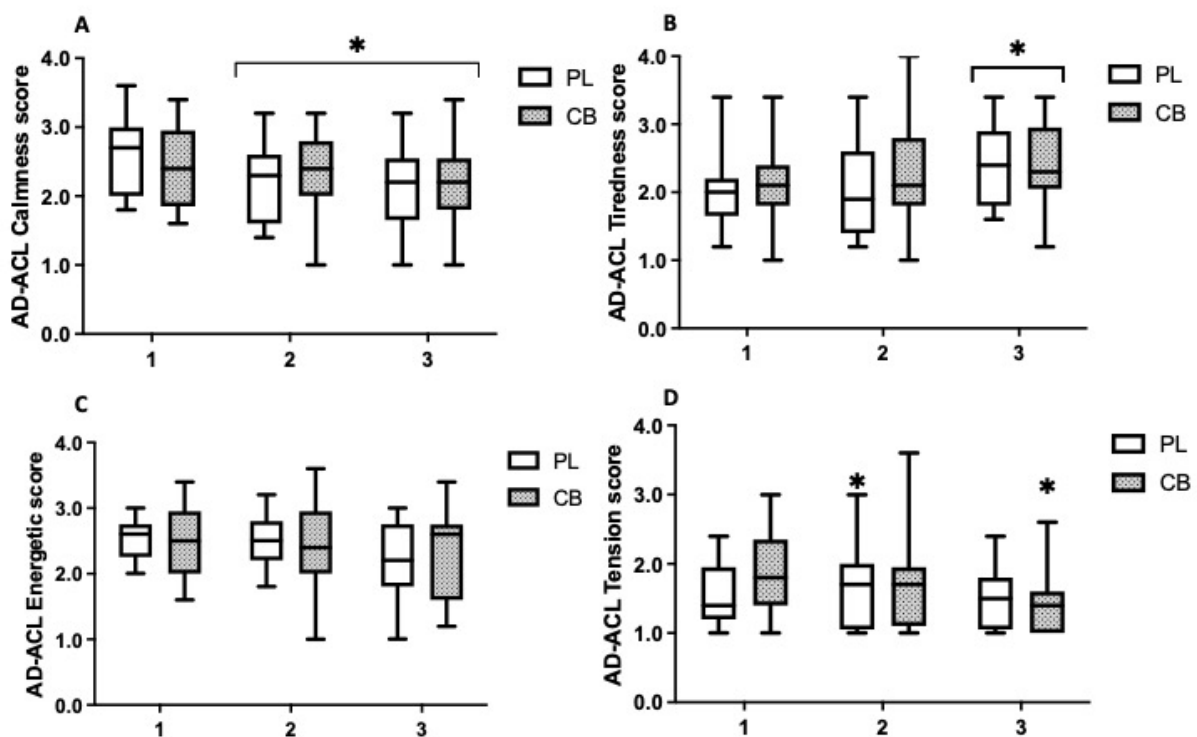 A
AD-ACL Calmness score
4.0
3.0
2.0
1.0
0.0
*
PL
CB
1
2
3
B
AD-ACL Tiredness score
4.0
3.0
2.0
1.0
0.0
*
PL
CB
1
2
3
C
AD-ACL Energetic score
4.0
3.0
2.0
1.0
0.0
PL
CB
1
2
3
D
AD-ACL Tension score
4.0
3.0
2.0
1.0
0.0
*
*
PL
CB
1
2
3